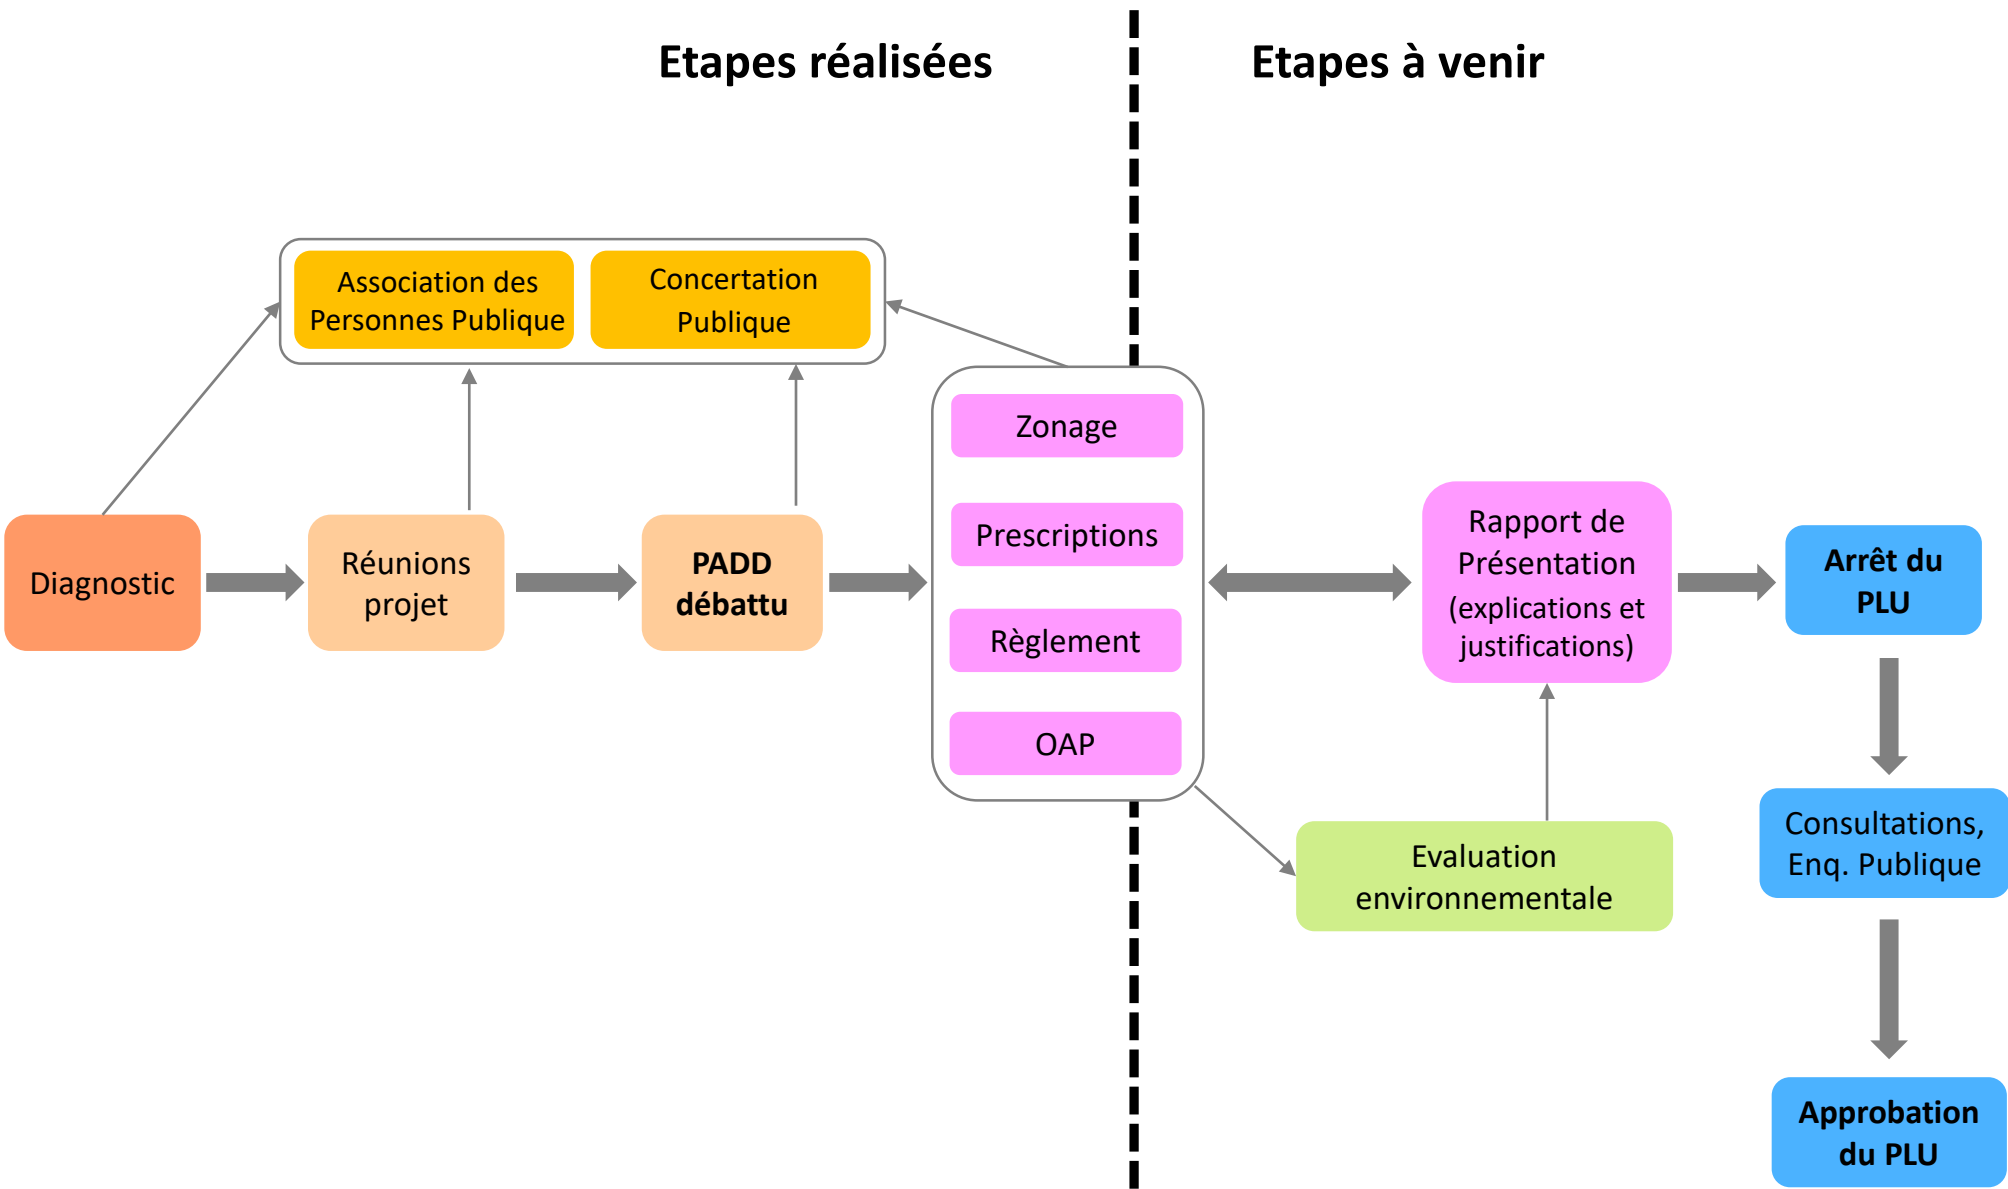 Etapes réalisées
Etapes à venir
Association des
Personnes Publique
Concertation
Publique
Diagnostic
Réunions
projet
PADD
débattu
Zonage
Prescriptions
Règlement
OAP
Rapport de
Présentation
(explications et
justifications)
Evaluation
environnementale
Arrêt du
PLU
Consultations,
Enq. Publique
Approbation
du PLU